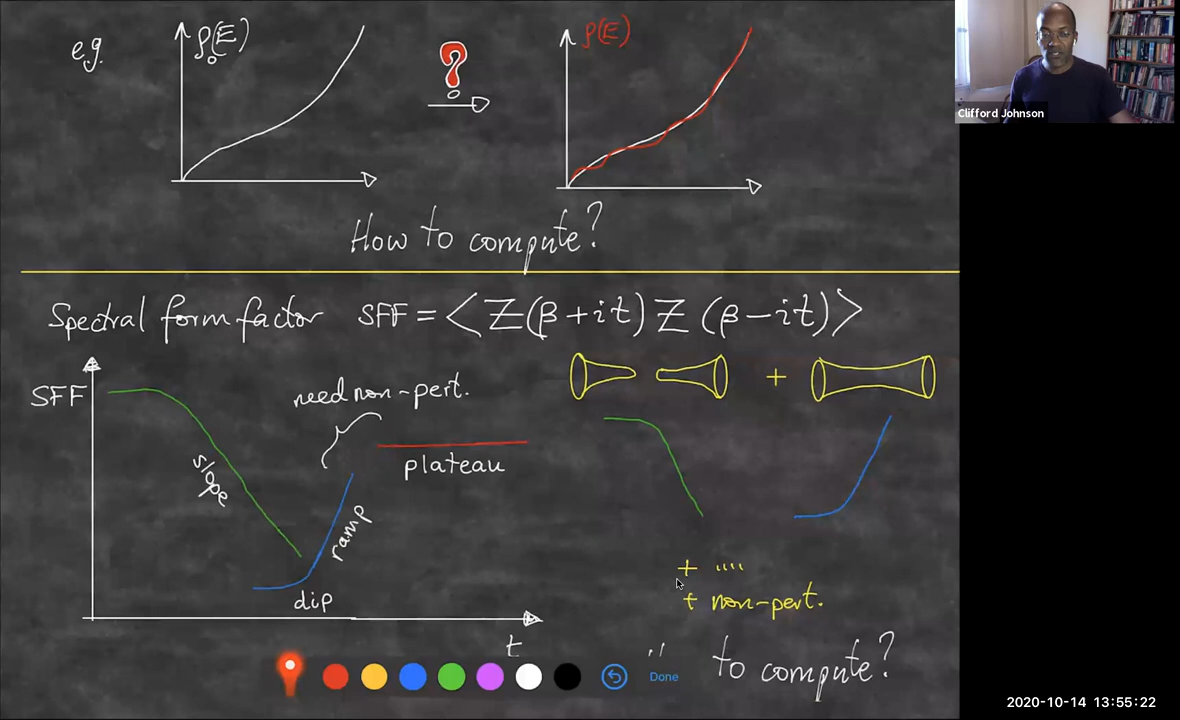 e.g.
ρ₀(E)
?
ρ(E)
Clifford Johnson
How to compute?
Spectral form factor SFF = <Z(β+it) Z(β-it)>
SFF
need non-pert.
+
slope
plateau
ramp
dip
t
+ ....
+ non-pert.
to compute?
Done
2020-10-14 13:55:22